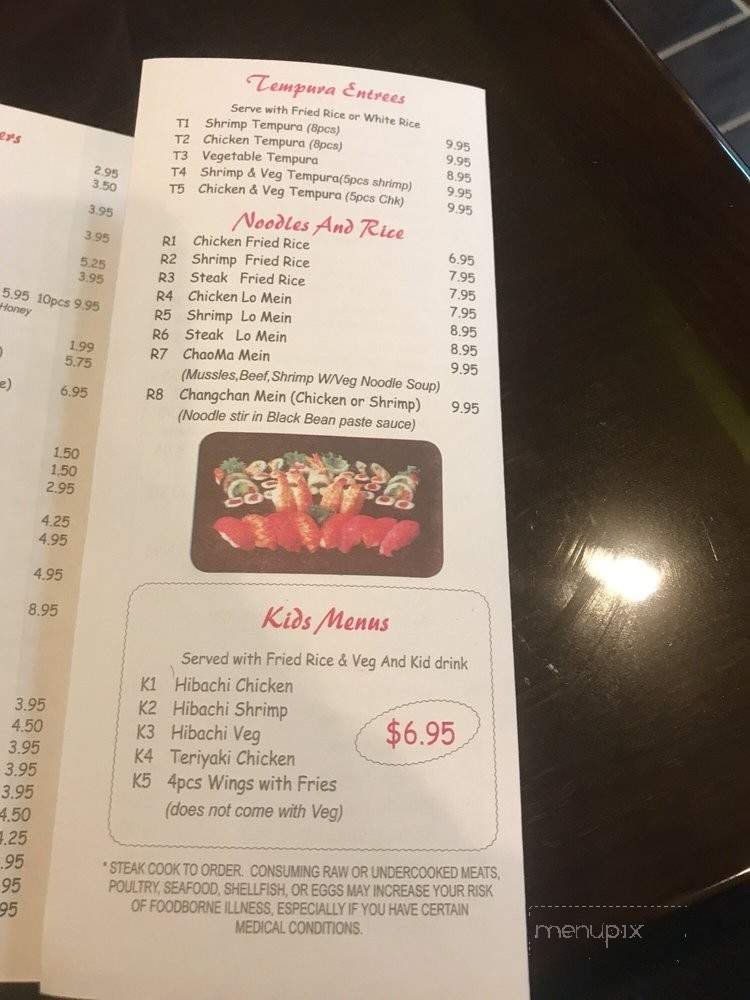 ers
2.95
3.50
3.95
3.95
5.25
3.95
5.95 10pcs 9.95
Honey
1.99
)
5.75
e)
6.95
1.50
1.50
2.95
4.25
4.95
4.95
8.95
3.95
4.50
3.95
3.95
3.95
4.50
4.25
.95
95
95
Tempura Entrees
Serve with Fried Rice or White Rice
T1 Shrimp Tempura (8pcs) 9.95
T2 Chicken Tempura (8pcs) 9.95
T3 Vegetable Tempura 8.95
T4 Shrimp & Veg Tempura(5pcs shrimp) 9.95
T5 Chicken & Veg Tempura (5pcs Chk) 9.95
Noodles And Rice
R1 Chicken Fried Rice 6.95
R2 Shrimp Fried Rice 7.95
R3 Steak Fried Rice 7.95
R4 Chicken Lo Mein 7.95
R5 Shrimp Lo Mein 8.95
R6 Steak Lo Mein 8.95
R7 ChaoMa Mein 9.95
(Mussles,Beef,Shrimp W/Veg Noodle Soup)
R8 Changchan Mein (Chicken or Shrimp) 9.95
(Noodle stir in Black Bean paste sauce)
Kids Menus
Served with Fried Rice & Veg And Kid drink
K1 Hibachi Chicken
K2 Hibachi Shrimp
K3 Hibachi Veg
$6.95
K4 Teriyaki Chicken
K5 4pcs Wings with Fries
(does not come with Veg)
* STEAK COOK TO ORDER. CONSUMING RAW OR UNDERCOOKED MEATS,
POULTRY, SEAFOOD, SHELLFISH, OR EGGS MAY INCREASE YOUR RISK
OF FOODBORNE ILLNESS, ESPECIALLY IF YOU HAVE CERTAIN
MEDICAL CONDITIONS.
menupix